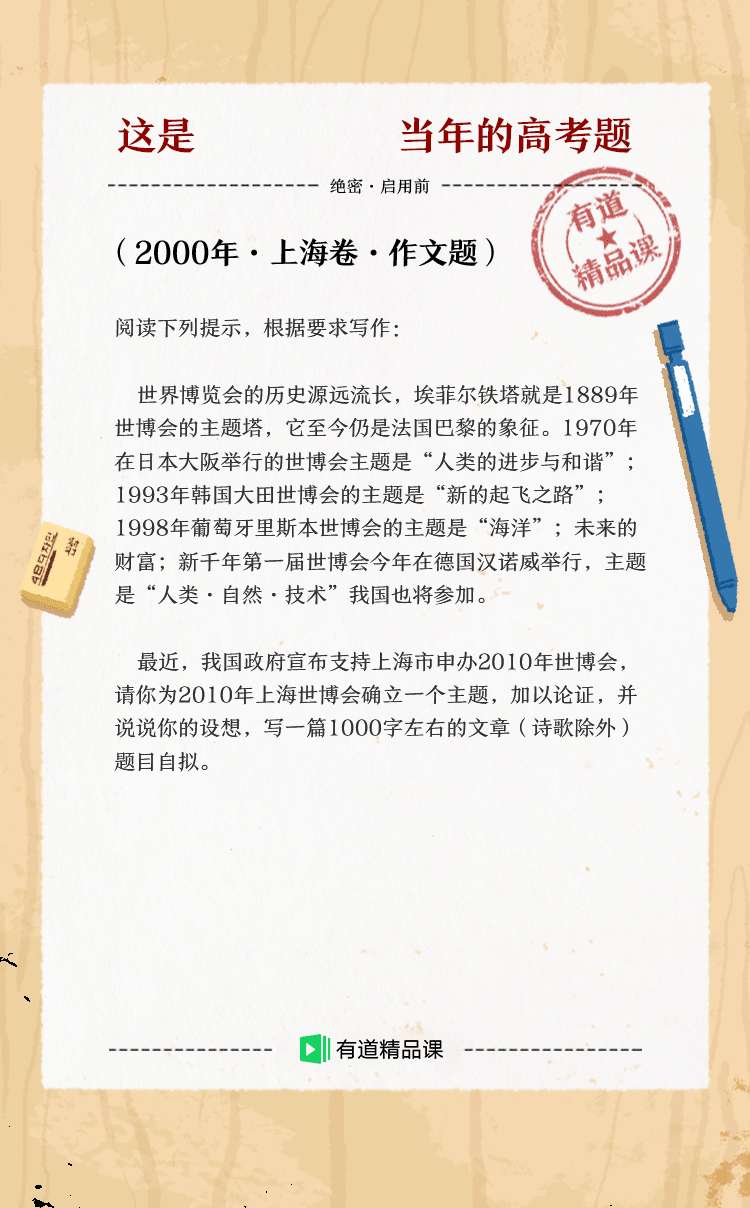 这是 当年的高考题
绝密·启用前
有道
精品课
（2000年·上海卷·作文题）
阅读下列提示，根据要求写作：
世界博览会的历史源远流长，埃菲尔铁塔就是1889年
世博会的主题塔，它至今仍是法国巴黎的象征。1970年
在日本大阪举行的世博会主题是“人类的进步与和谐”；
1993年韩国大田世博会的主题是“新的起飞之路”；
1998年葡萄牙里斯本世博会的主题是“海洋”；未来的
财富；新千年第一届世博会今年在德国汉诺威举行，主题
是“人类·自然·技术”我国也将参加。
最近，我国政府宣布支持上海市申办2010年世博会，
请你为2010年上海世博会确立一个主题，加以论证，并
说说你的设想，写一篇1000字左右的文章（诗歌除外）
题目自拟。
有道精品课